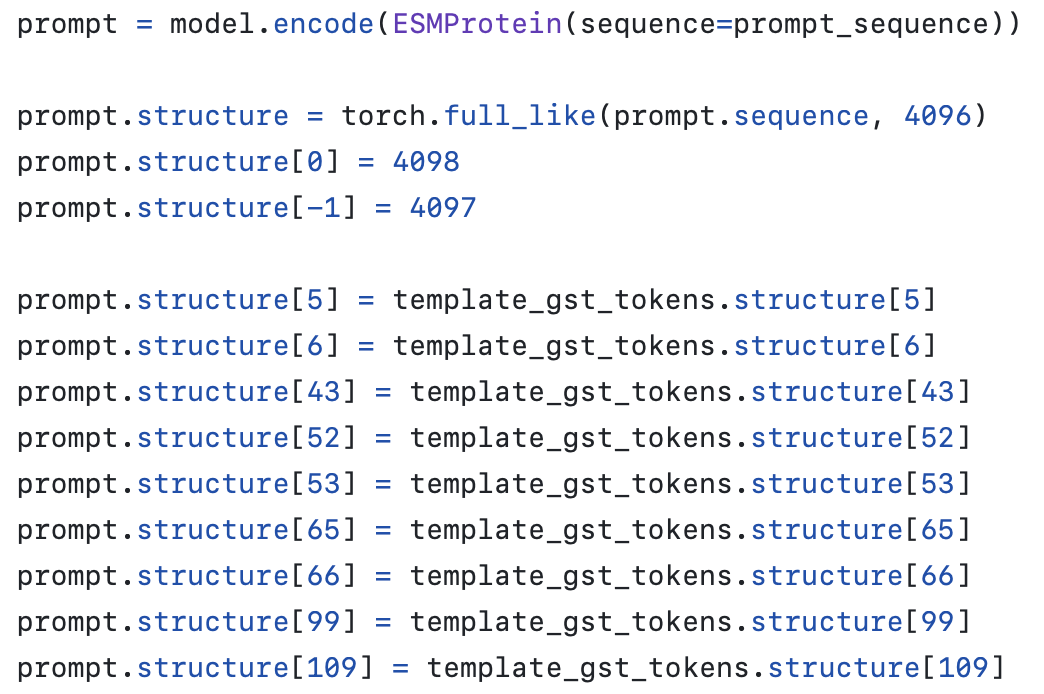 prompt = model.encode(ESMProtein(sequence=prompt_sequence))
prompt.structure = torch.full_like(prompt.sequence, 4096)
prompt.structure[0] = 4098
prompt.structure[-1] = 4097
prompt.structure[5] = template_gst_tokens.structure[5]
prompt.structure[6] = template_gst_tokens.structure[6]
prompt.structure[43] = template_gst_tokens.structure[43]
prompt.structure[52] = template_gst_tokens.structure[52]
prompt.structure[53] = template_gst_tokens.structure[53]
prompt.structure[65] = template_gst_tokens.structure[65]
prompt.structure[66] = template_gst_tokens.structure[66]
prompt.structure[99] = template_gst_tokens.structure[99]
prompt.structure[109] = template_gst_tokens.structure[109]